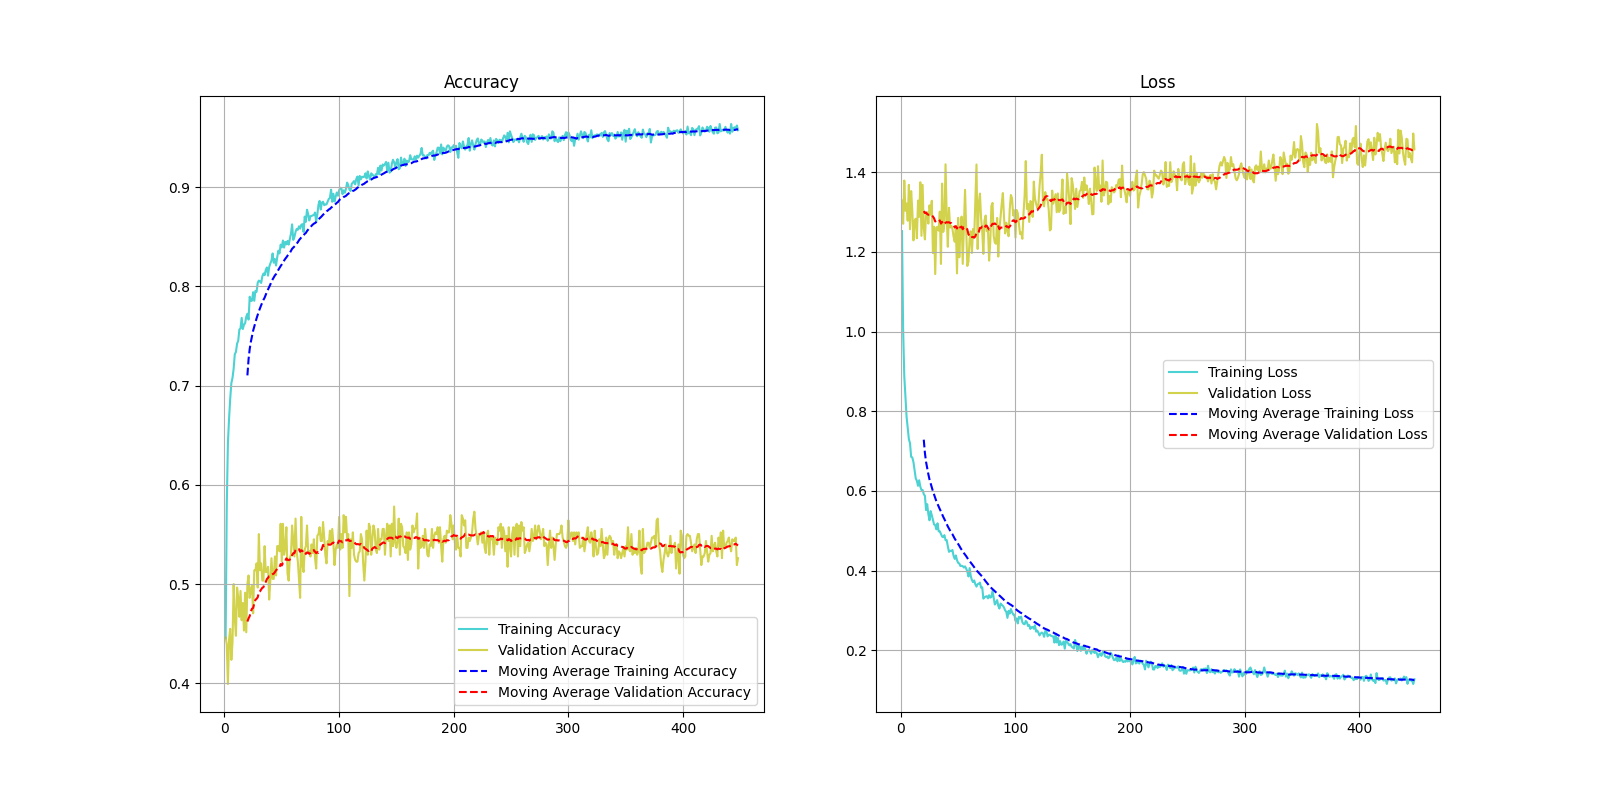 Accuracy
0.9
0.8
0.7
0.6
0.5
0.4
0
100
200
300
400
Training Accuracy
Validation Accuracy
Moving Average Training Accuracy
Moving Average Validation Accuracy
Loss
1.4
1.2
1.0
0.8
0.6
0.4
0.2
0
100
200
300
400
Training Loss
Validation Loss
Moving Average Training Loss
Moving Average Validation Loss